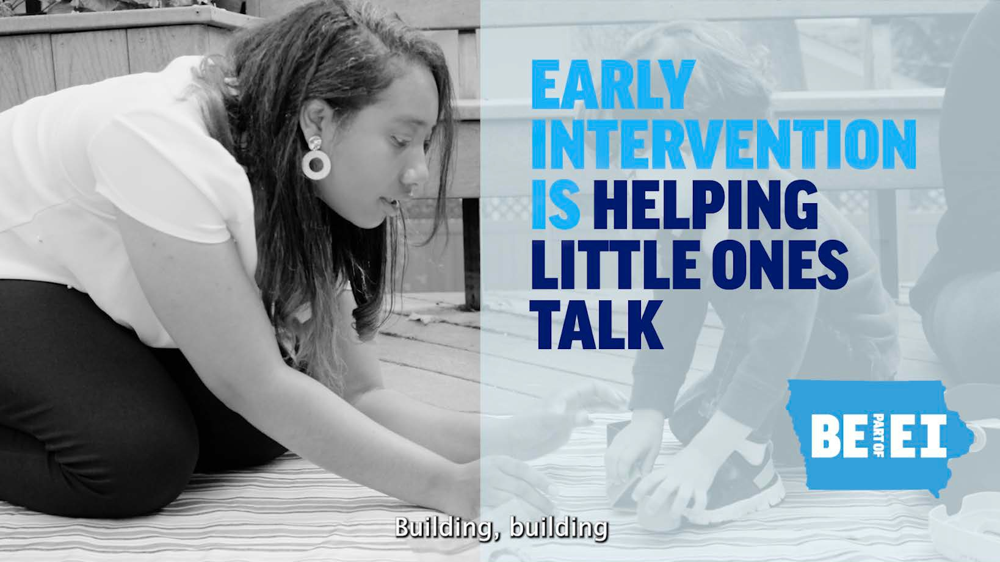 EARLY
INTERVENTION
IS HELPING
LITTLE ONES
TALK
BE PART OF EI
Building, building